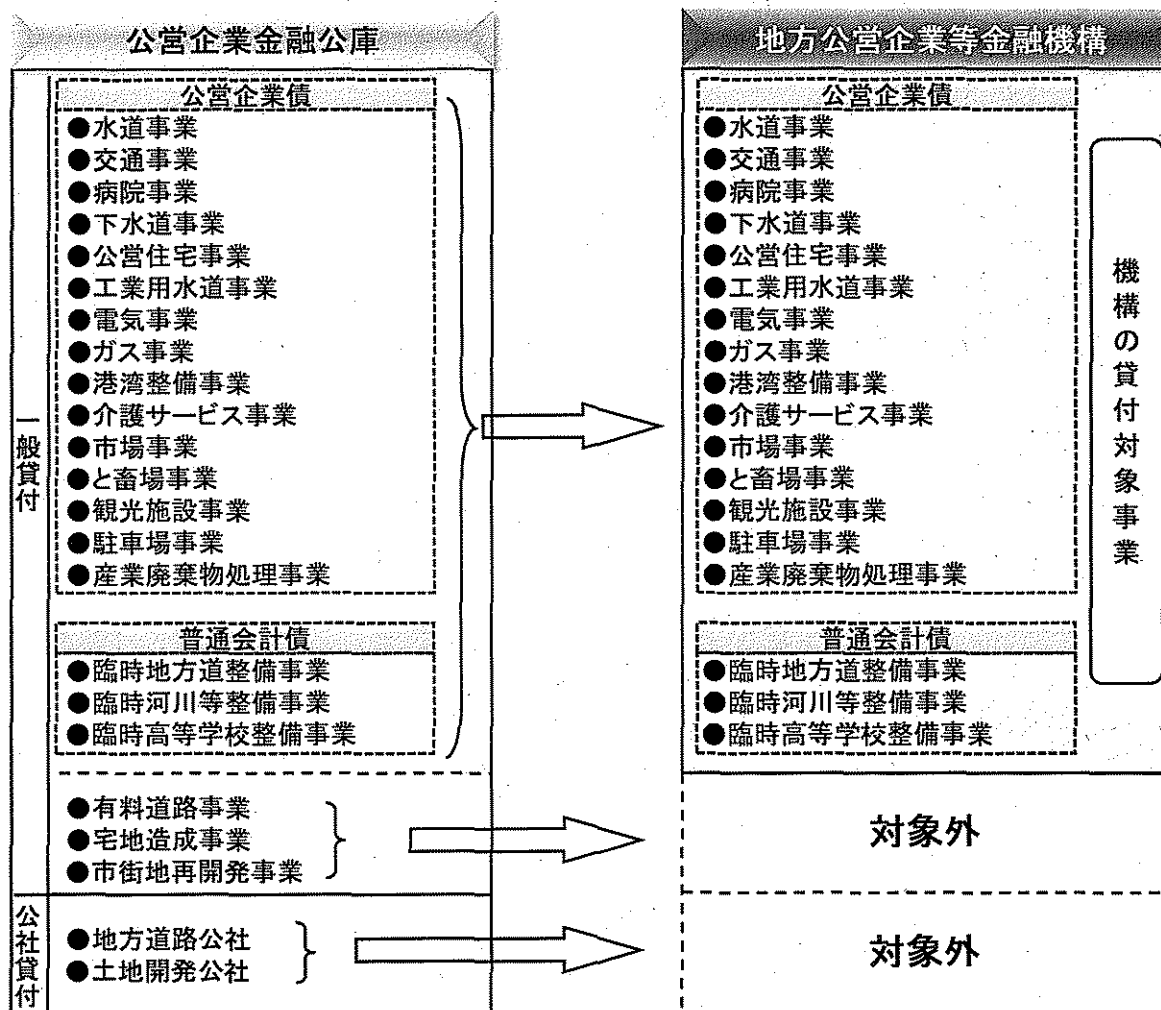 公営企業金融公庫
一般貸付
公営企業債
●水道事業
●交通事業
●病院事業
●下水道事業
●公営住宅事業
●工業用水道事業
●電気事業
●ガス事業
●港湾整備事業
●介護サービス事業
●市場事業
●と畜場事業
●観光施設事業
●駐車場事業
●産業廃棄物処理事業
普通会計債
●臨時地方道整備事業
●臨時河川等整備事業
●臨時高等学校整備事業
●有料道路事業
●宅地造成事業
●市街地再開発事業
公社貸付
●地方道路公社
●土地開発公社
地方公営企業等金融機構
公営企業債
●水道事業
●交通事業
●病院事業
●下水道事業
●公営住宅事業
●工業用水道事業
●電気事業
●ガス事業
●港湾整備事業
●介護サービス事業
●市場事業
●と畜場事業
●観光施設事業
●駐車場事業
●産業廃棄物処理事業
普通会計債
●臨時地方道整備事業
●臨時河川等整備事業
●臨時高等学校整備事業
機構の貸付対象事業
対象外
対象外